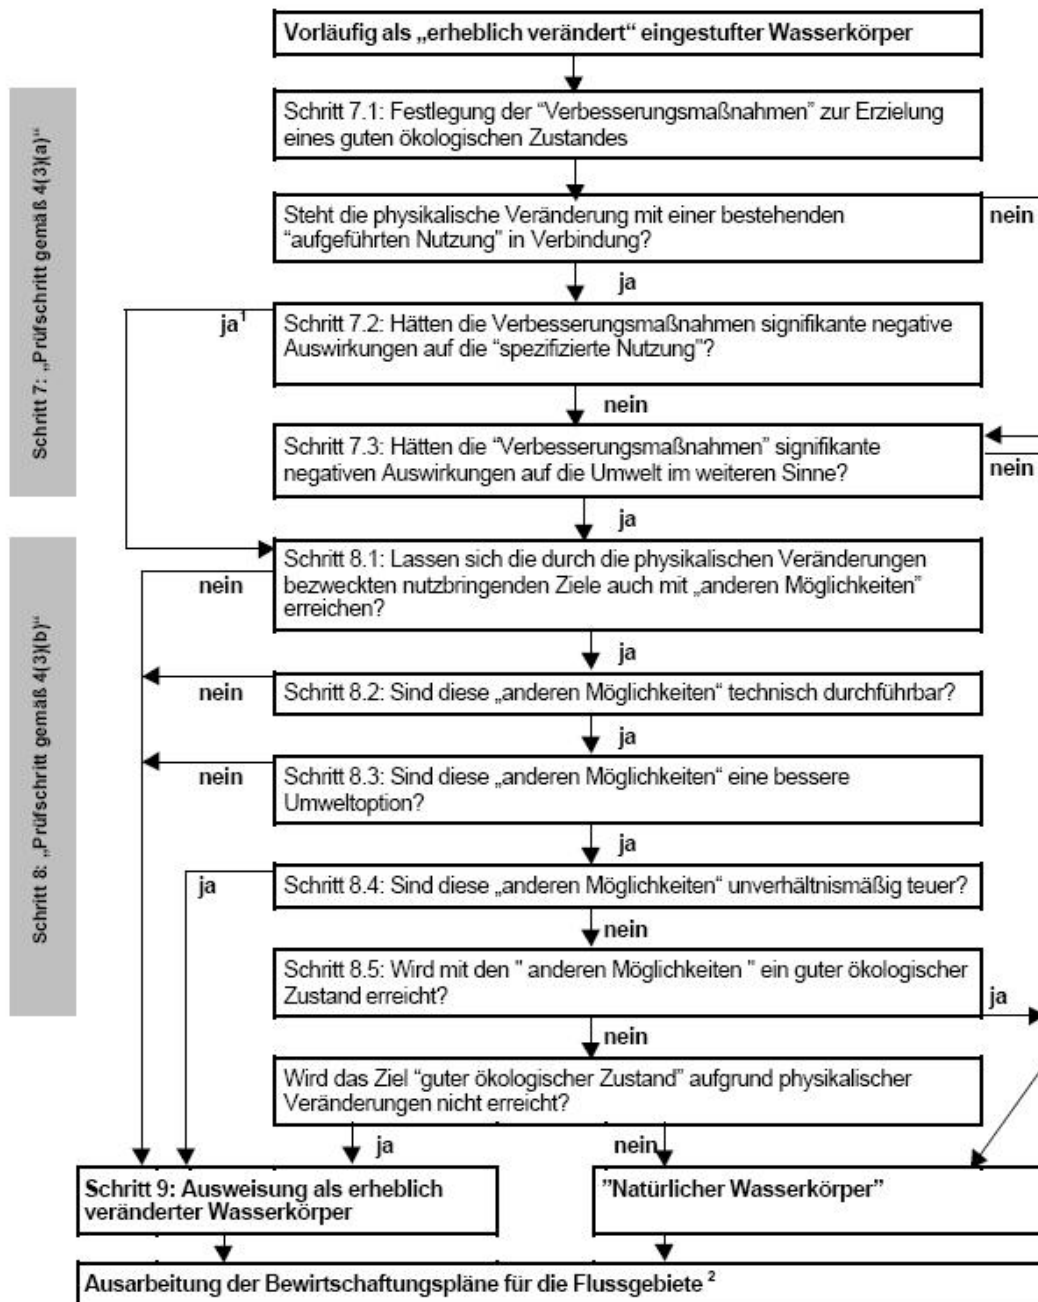 Vorläufig als „erheblich verändert“ eingestufter Wasserkörper
Schritt 7: „Prüfschritt gemäß 4(3)(a)“
Schritt 7.1: Festlegung der “Verbesserungsmaßnahmen” zur Erzielung
eines guten ökologischen Zustandes
Steht die physikalische Veränderung mit einer bestehenden
“aufgeführten Nutzung” in Verbindung?
nein
ja
ja¹
Schritt 7.2: Hätten die Verbesserungsmaßnahmen signifikante negative
Auswirkungen auf die “spezifizierte Nutzung”?
nein
Schritt 7.3: Hätten die “Verbesserungsmaßnahmen” signifikante
negativen Auswirkungen auf die Umwelt im weiteren Sinne?
nein
ja
Schritt 8: „Prüfschritt gemäß 4(3)(b)“
Schritt 8.1: Lassen sich die durch die physikalischen Veränderungen
bezweckten nutzbringenden Ziele auch mit „anderen Möglichkeiten”
erreichen?
nein
ja
Schritt 8.2: Sind diese „anderen Möglichkeiten“ technisch durchführbar?
nein
ja
Schritt 8.3: Sind diese „anderen Möglichkeiten“ eine bessere
Umweltoption?
nein
ja
Schritt 8.4: Sind diese „anderen Möglichkeiten“ unverhältnismäßig teuer?
ja
nein
Schritt 8.5: Wird mit den " anderen Möglichkeiten " ein guter ökologischer
Zustand erreicht?
ja
nein
Wird das Ziel “guter ökologischer Zustand” aufgrund physikalischer
Veränderungen nicht erreicht?
ja
nein
Schritt 9: Ausweisung als erheblich
veränderter Wasserkörper
”Natürlicher Wasserkörper”
Ausarbeitung der Bewirtschaftungspläne für die Flussgebiete ²